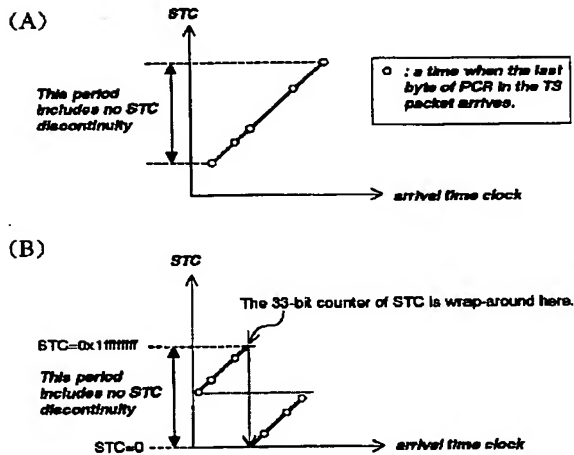 (A)
STC
This period
includes no STC
discontinuity
: a time when the last
byte of PCR in the TS
packet arrives.
arrival time clock
(B)
STC
The 33-bit counter of STC is wrap-around here.
STC=0x1ffffffff
This period
includes no STC
discontinuity
STC=0
arrival time clock